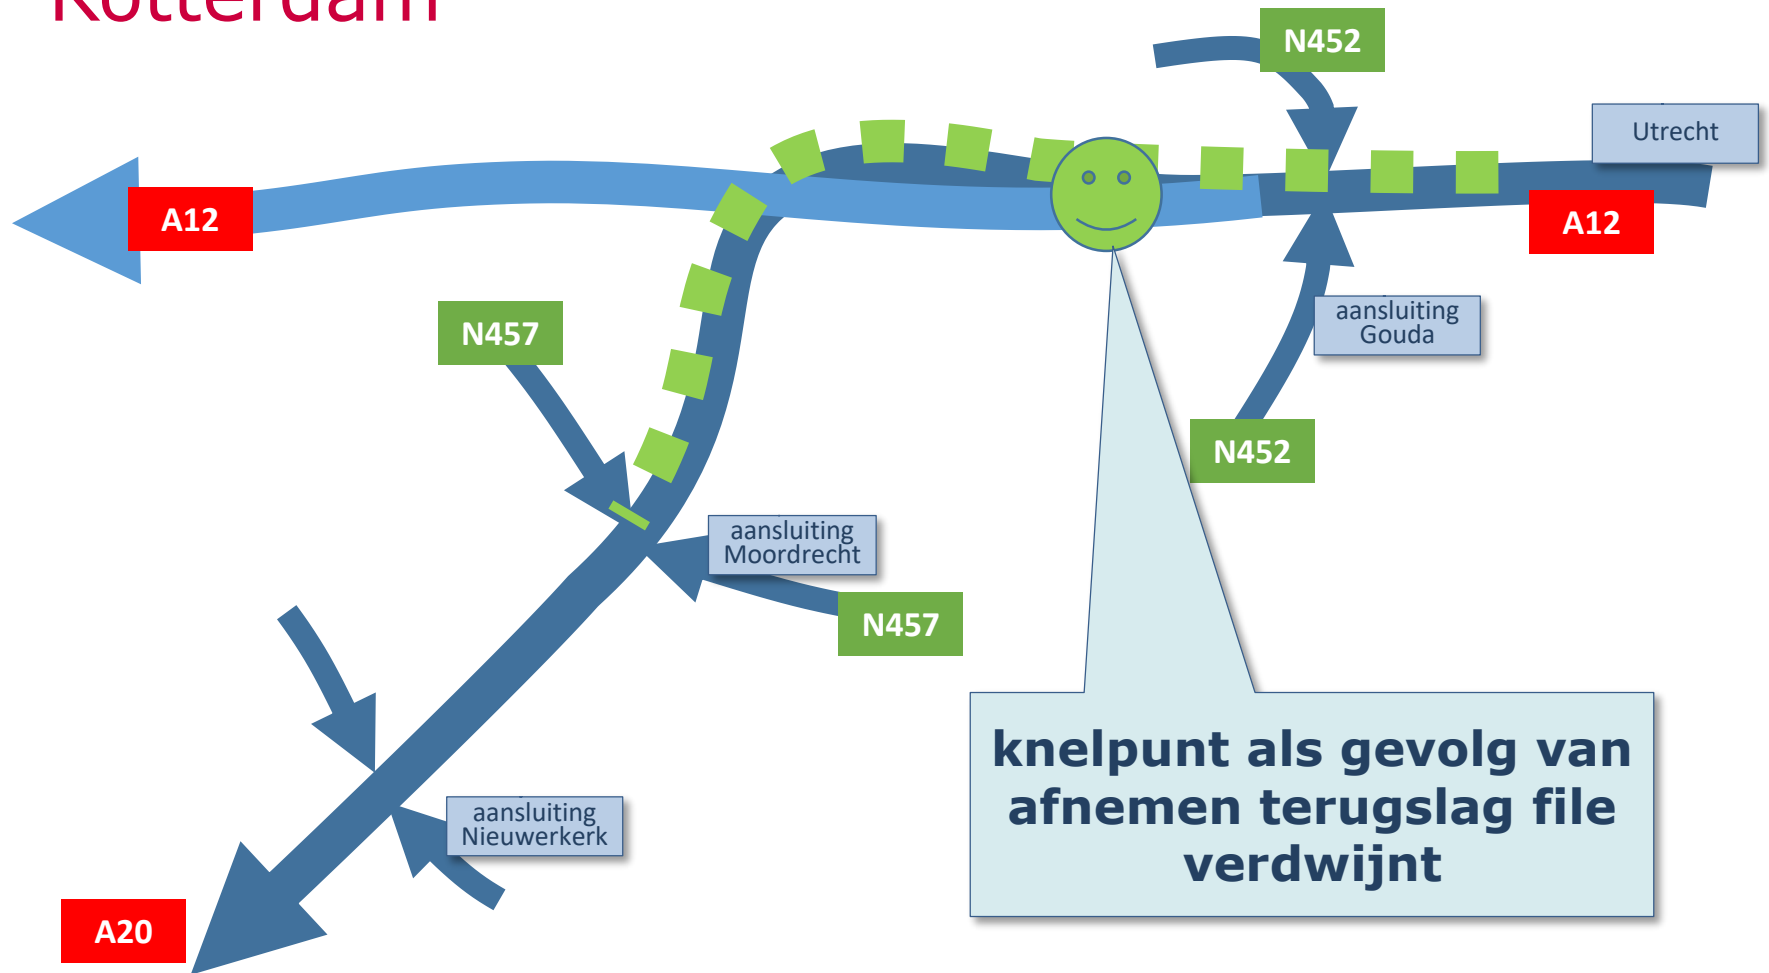 Rotterdam
N452
Utrecht
A12
A12
aansluiting
Gouda
N457
N452
aansluiting
Moordrecht
N457
knelpunt als gevolg van
afnemen terugslag file
verdwijnt
aansluiting
Nieuwerkerk
A20